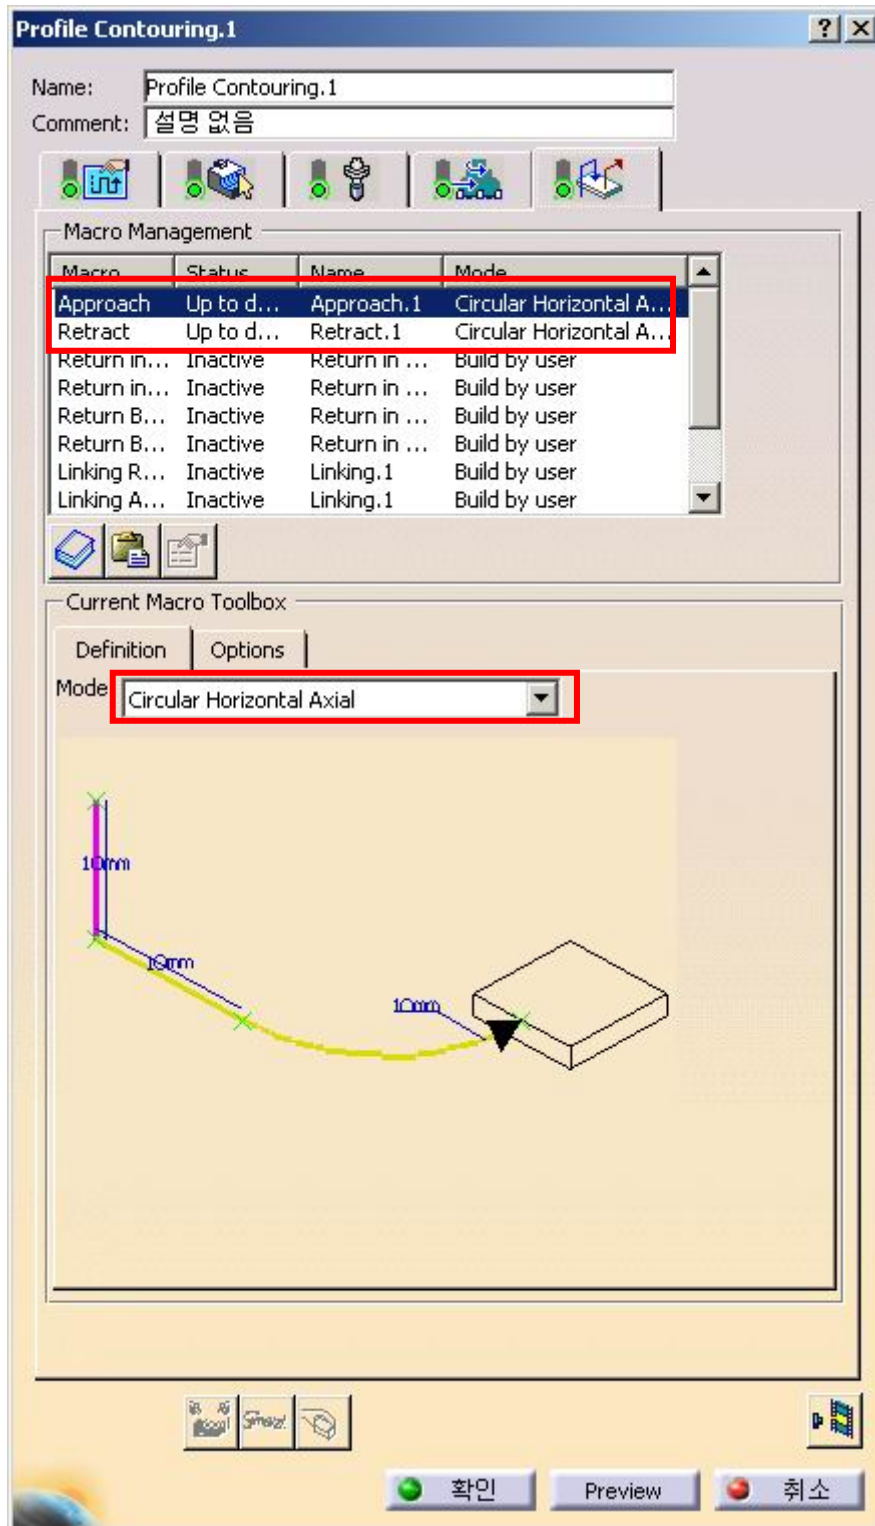 Profile Contouring.1
Name: Profile Contouring.1
Comment: 설명 없음
Macro Management
Macro Status Name Mode
Approach Up to d... Approach.1 Circular Horizontal A...
Retract Up to d... Retract.1 Circular Horizontal A...
Return in... Inactive Return in ... Build by user
Return in... Inactive Return in ... Build by user
Return B... Inactive Return in ... Build by user
Return B... Inactive Return in ... Build by user
Linking R... Inactive Linking.1 Build by user
Linking A... Inactive Linking.1 Build by user
Current Macro Toolbox
Definition Options
Mode Circular Horizontal Axial
10mm
10mm
10mm
확인 Preview 취소